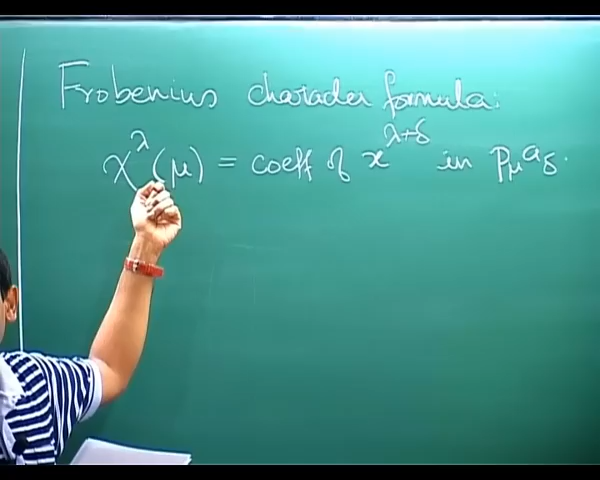 Frobenius character formula:
χ^λ(μ) = coeff of x^{λ+δ} in p_μ a_δ.